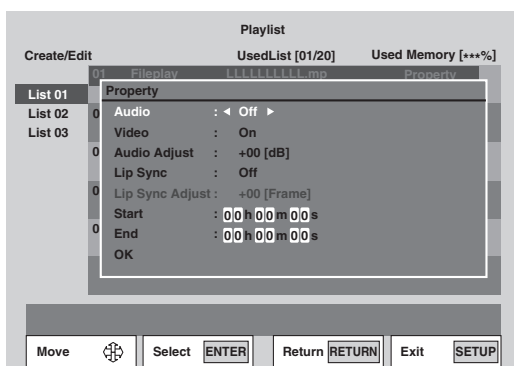 Playlist
Create/Edit UsedList [01/20] Used Memory [***%]
01 Fileplay LLLLLLLLLL.mp Property
List 01
List 02
List 03
Property
Audio : ◄ Off ►
Video : On
Audio Adjust : +00 [dB]
Lip Sync : Off
Lip Sync Adjust : +00 [Frame]
Start : 00h00m00s
End : 00h00m00s
OK
Move Select ENTER Return RETURN Exit SETUP